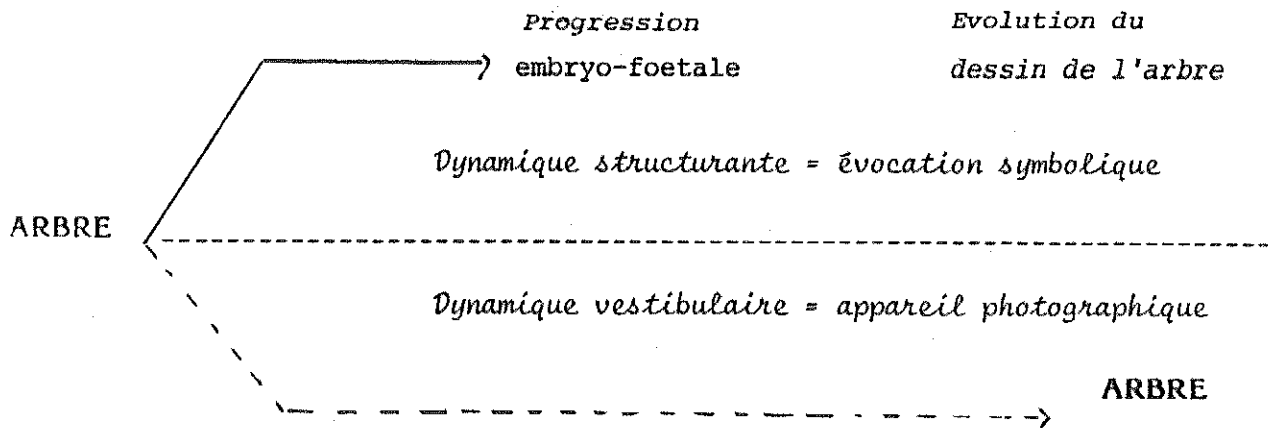 Progression
Evolution du
embryo-foetale
dessin de l'arbre
Dynamique structurante = évocation symbolique
ARBRE
Dynamique vestibulaire = appareil photographique
ARBRE